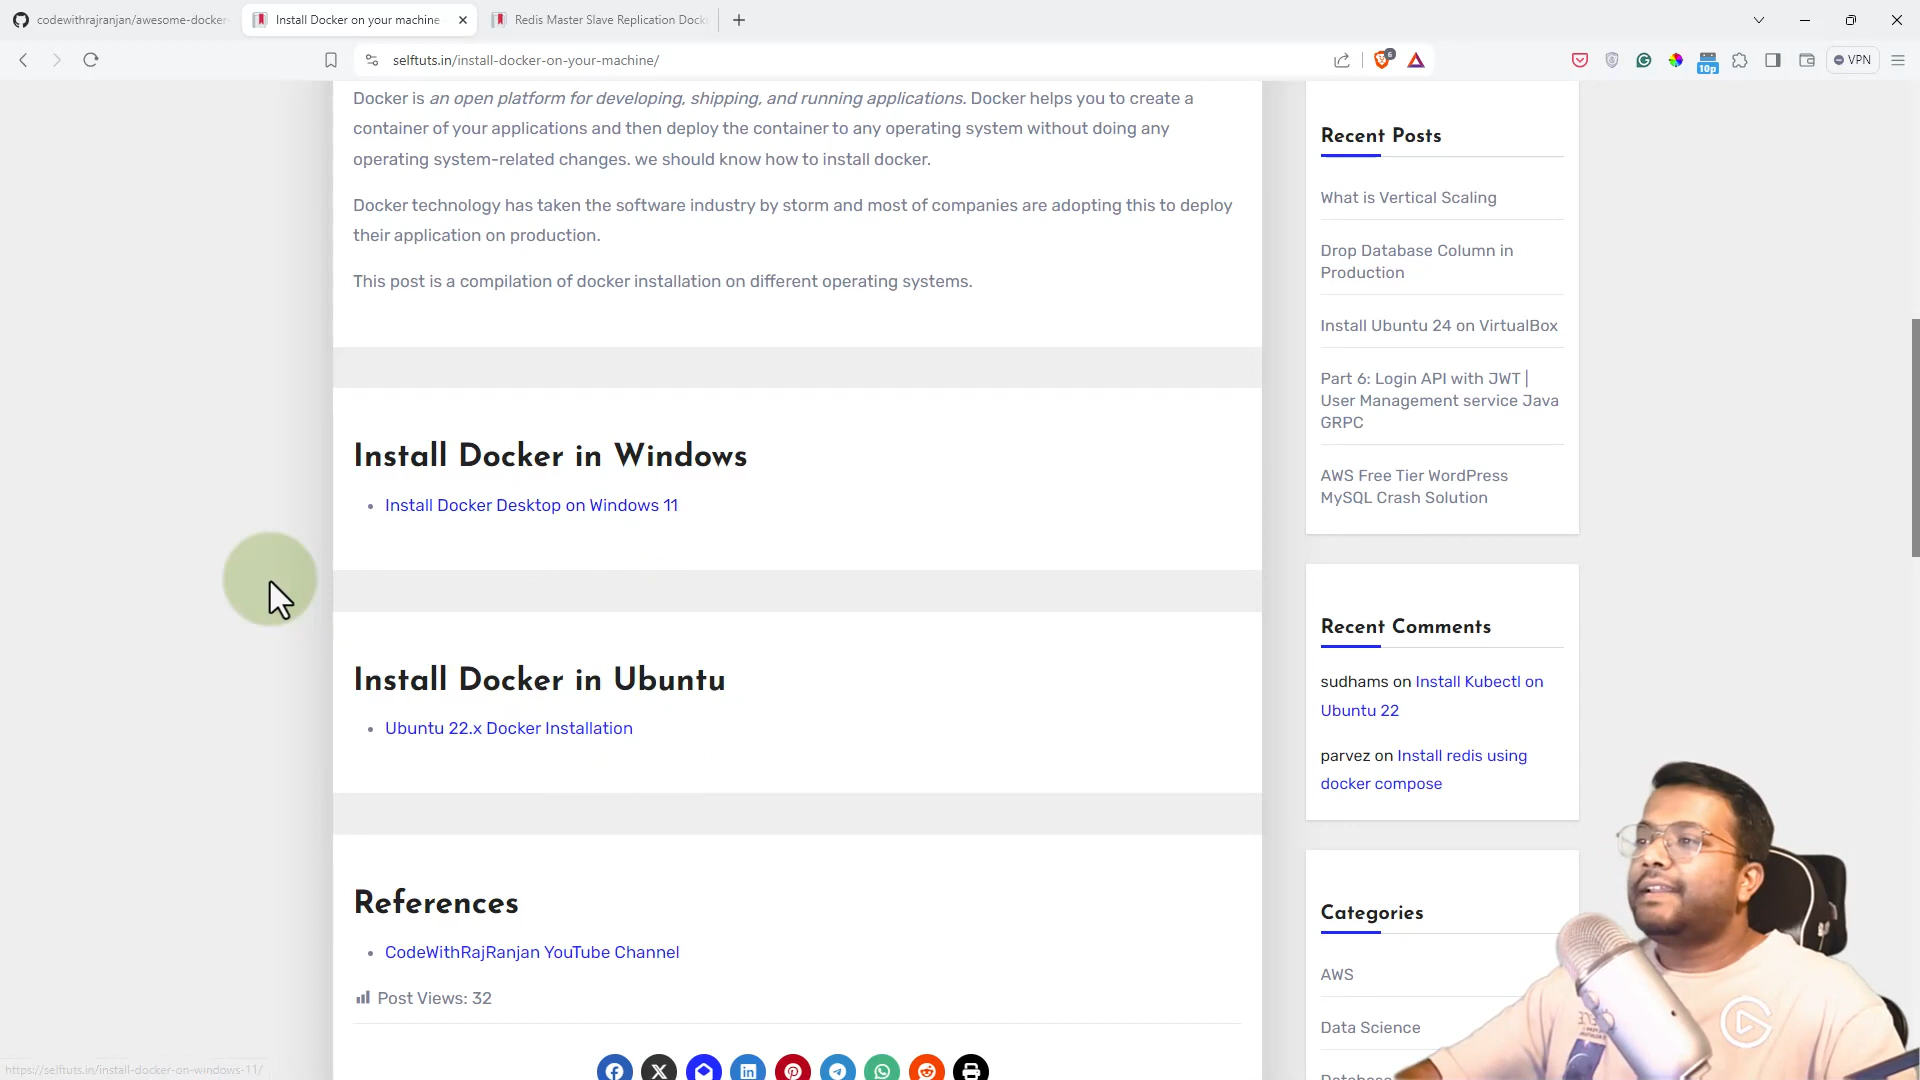 codewithrajranjan/awesome-docker-
Install Docker on your machine
Redis Master Slave Replication Dock
selftuts.in/install-docker-on-your-machine/
6
10p
VPN
Docker is an open platform for developing, shipping, and running applications. Docker helps you to create a
container of your applications and then deploy the container to any operating system without doing any
operating system-related changes. we should know how to install docker.
Docker technology has taken the software industry by storm and most of companies are adopting this to deploy
their application on production.
This post is a compilation of docker installation on different operating systems.
Install Docker in Windows
• Install Docker Desktop on Windows 11
Install Docker in Ubuntu
• Ubuntu 22.x Docker Installation
References
• CodeWithRajRanjan YouTube Channel
Post Views: 32
Recent Posts
What is Vertical Scaling
Drop Database Column in
Production
Install Ubuntu 24 on VirtualBox
Part 6: Login API with JWT |
User Management service Java
GRPC
AWS Free Tier WordPress
MySQL Crash Solution
Recent Comments
sudhams on Install Kubectl on
Ubuntu 22
parvez on Install redis using
docker compose
Categories
AWS
Data Science
Database
https://selftuts.in/install-docker-on-windows-11/